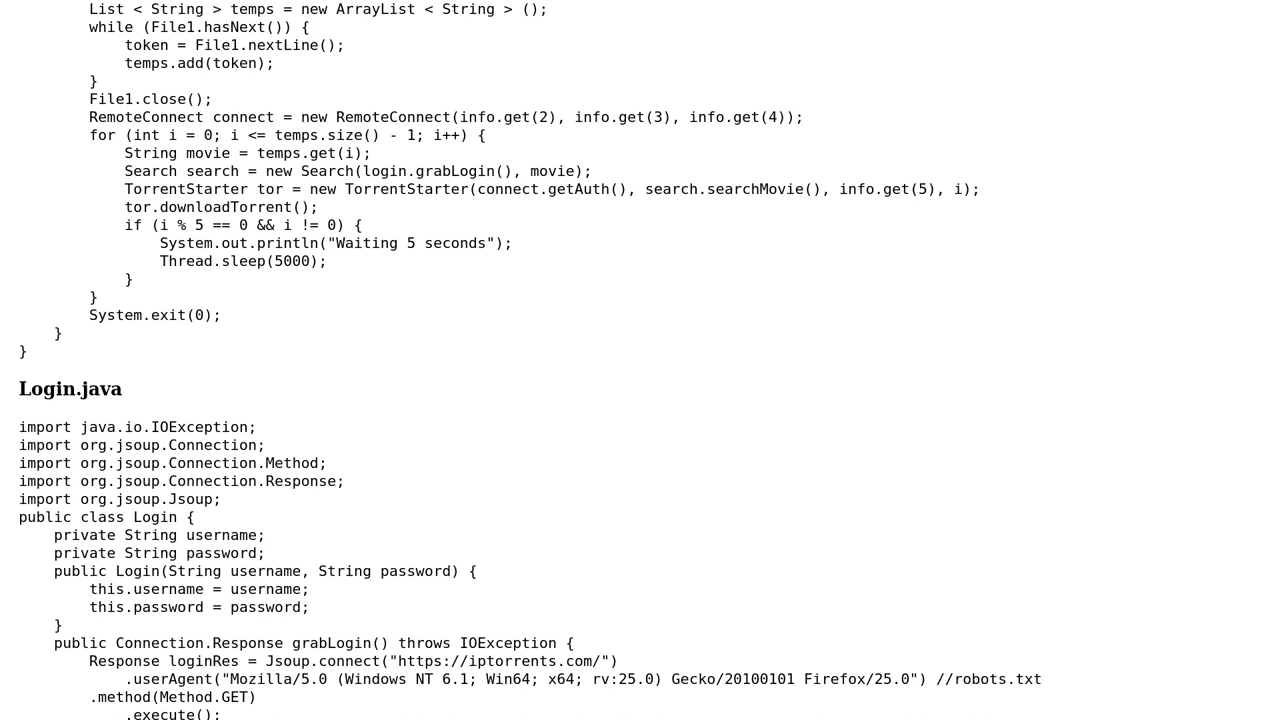 List < String > temps = new ArrayList < String > ();
        while (File1.hasNext()) {
            token = File1.nextLine();
            temps.add(token);
        }
        File1.close();
        RemoteConnect connect = new RemoteConnect(info.get(2), info.get(3), info.get(4));
        for (int i = 0; i <= temps.size() - 1; i++) {
            String movie = temps.get(i);
            Search search = new Search(login.grabLogin(), movie);
            TorrentStarter tor = new TorrentStarter(connect.getAuth(), search.searchMovie(), info.get(5), i);
            tor.downloadTorrent();
            if (i % 5 == 0 && i != 0) {
                System.out.println("Waiting 5 seconds");
                Thread.sleep(5000);
            }
        }
        System.exit(0);
    }
}
Login.java
import java.io.IOException;
import org.jsoup.Connection;
import org.jsoup.Connection.Method;
import org.jsoup.Connection.Response;
import org.jsoup.Jsoup;
public class Login {
    private String username;
    private String password;
    public Login(String username, String password) {
        this.username = username;
        this.password = password;
    }
    public Connection.Response grabLogin() throws IOException {
        Response loginRes = Jsoup.connect("https://iptorrents.com/")
            .userAgent("Mozilla/5.0 (Windows NT 6.1; Win64; x64; rv:25.0) Gecko/20100101 Firefox/25.0") //robots.txt
        .method(Method.GET)
            .execute();